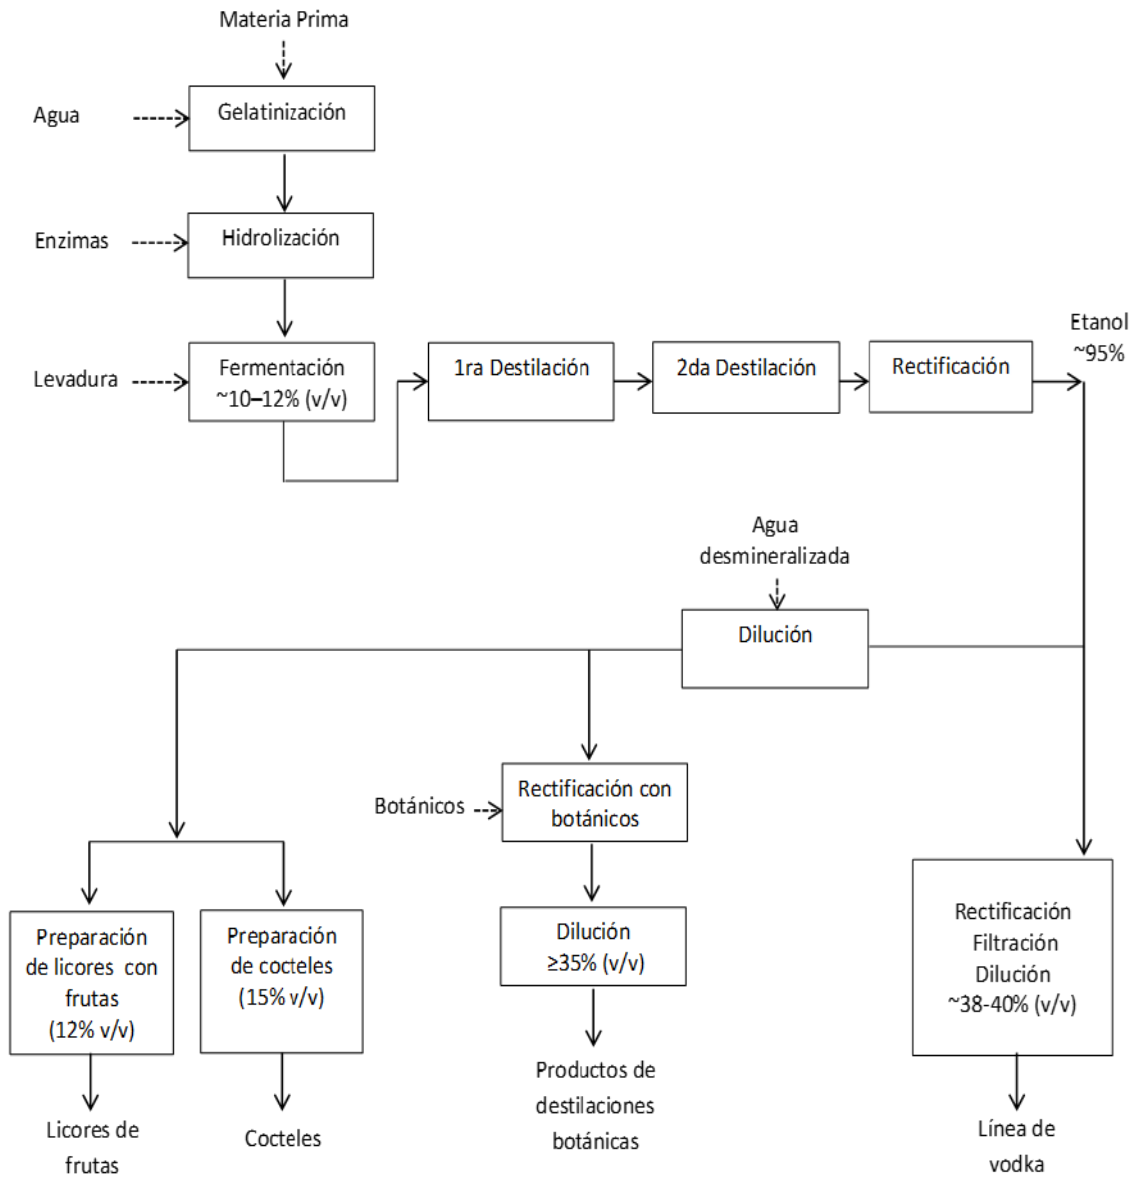 Materia Prima
Agua
Gelatinización
Enzimas
Hidrolización
Levadura
Fermentación
~10–12% (v/v)
1ra Destilación
2da Destilación
Rectificación
Etanol
~95%
Agua
desmineralizada
Dilución
Botánicos
Rectificación con
botánicos
Preparación
de licores con
frutas
(12% v/v)
Preparación
de cocteles
(15% v/v)
Dilución
≥35% (v/v)
Rectificación
Filtración
Dilución
~38-40% (v/v)
Licores de
frutas
Cocteles
Productos de
destilaciones
botánicas
Línea de
vodka